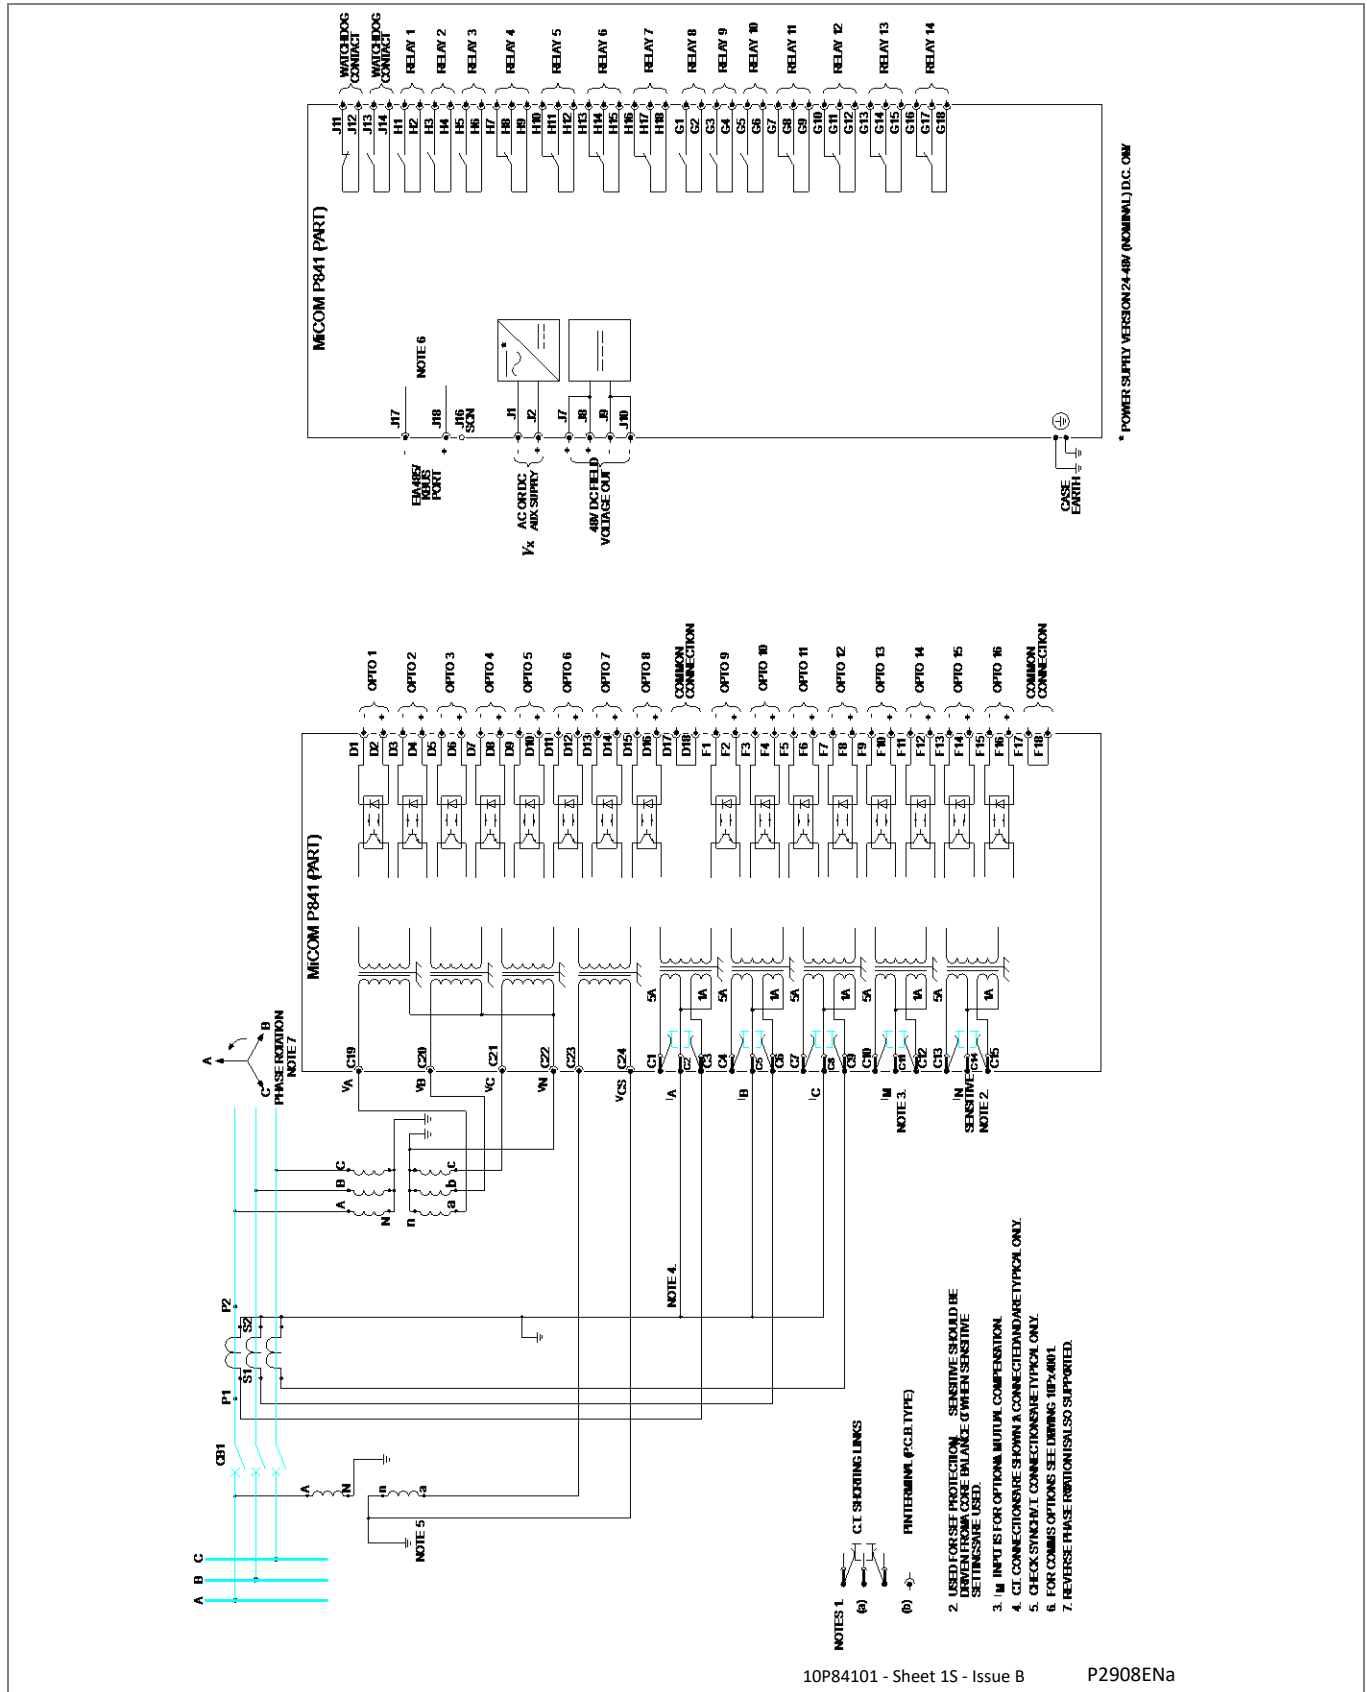 MiCOM P841 (PART)
WATCHDOG
CONTACT
WATCHDOG
CONTACT
RELAY 1
RELAY 2
RELAY 3
RELAY 4
RELAY 5
RELAY 6
RELAY 7
RELAY 8
RELAY 9
RELAY 10
RELAY 11
RELAY 12
RELAY 13
RELAY 14
J11
J12
J13
J14
H1
H2
H3
H4
H5
H6
H7
H8
H9
H10
H11
H12
H13
H14
H15
H16
H17
H18
G1
G2
G3
G4
G5
G6
G7
G8
G9
G10
G11
G12
G13
G14
G15
G16
G17
G18
NOTE 6
J17
J18
J16
SCN
J1
J2
J7
J8
J9
J10
- +
EIA485/
KBUS
PORT
- +
Vx
AC OR DC
AUX SUPPLY
+ + - -
48V DC FIELD
VOLTAGE OUT
*
CASE
EARTH
* POWER SUPPLY VERSION 24-48V (NOMINAL) D.C. ONLY
MiCOM P841 (PART)
OPTO 1
OPTO 2
OPTO 3
OPTO 4
OPTO 5
OPTO 6
OPTO 7
OPTO 8
COMMON
CONNECTION
OPTO 9
OPTO 10
OPTO 11
OPTO 12
OPTO 13
OPTO 14
OPTO 15
OPTO 16
COMMON
CONNECTION
- + - + - + - + - + - + - + - +
- + - + - + - + - + - + - + - +
D1
D2
D3
D4
D5
D6
D7
D8
D9
D10
D11
D12
D13
D14
D15
D16
D17
D18
F1
F2
F3
F4
F5
F6
F7
F8
F9
F10
F11
F12
F13
F14
F15
F16
F17
F18
5A
1A
5A
1A
5A
1A
5A
1A
5A
1A
C19
C20
C21
C22
C23
C24
C1
C2
C3
C4
C5
C6
C7
C8
C9
C10
C11
C12
C13
C14
C15
VA
VB
VC
VN
VCS
IA
IB
IC
IM
NOTE 3.
IN
SENSITIVE
NOTE 2.
A
B
C
PHASE ROTATION
NOTE 7
A
B
C
N
n
a
b
c
P2
S2
P1
S1
NOTE 4.
CB1
A
N
n
a
NOTE 5
A
B
C
NOTES 1.
(a)
C.T. SHORTING LINKS
(b)
PIN TERMINAL (P.C.B. TYPE)
2. USED FOR SEF PROTECTION. SENSITIVE SHOULD BE
DRIVEN FROM A CORE BALANCE CT WHEN SENSITIVE
SETTINGS ARE USED.
3. IM INPUT IS FOR OPTIONAL MUTUAL COMPENSATION.
4. C.T. CONNECTIONS ARE SHOWN 1A CONNECTED AND ARE TYPICAL ONLY.
5. CHECK SYNCH V.T. CONNECTIONS ARE TYPICAL ONLY.
6. FOR COMMS OPTIONS SEE DRAWING 10Px4001.
7. REVERSE PHASE ROTATION IS ALSO SUPPORTED.
10P84101 - Sheet 1S - Issue B
P2908ENa